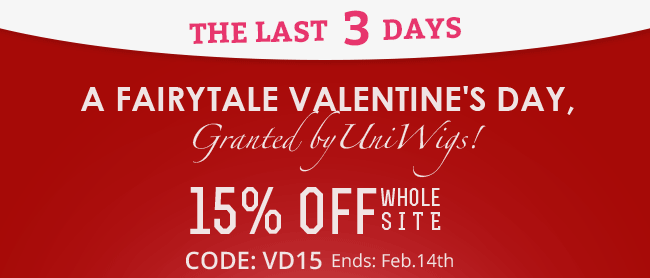 THE LAST 3 DAYS
A FAIRYTALE VALENTINE'S DAY,
Granted by UniWigs!
15% OFF WHOLE SITE
CODE: VD15 Ends: Feb.14th